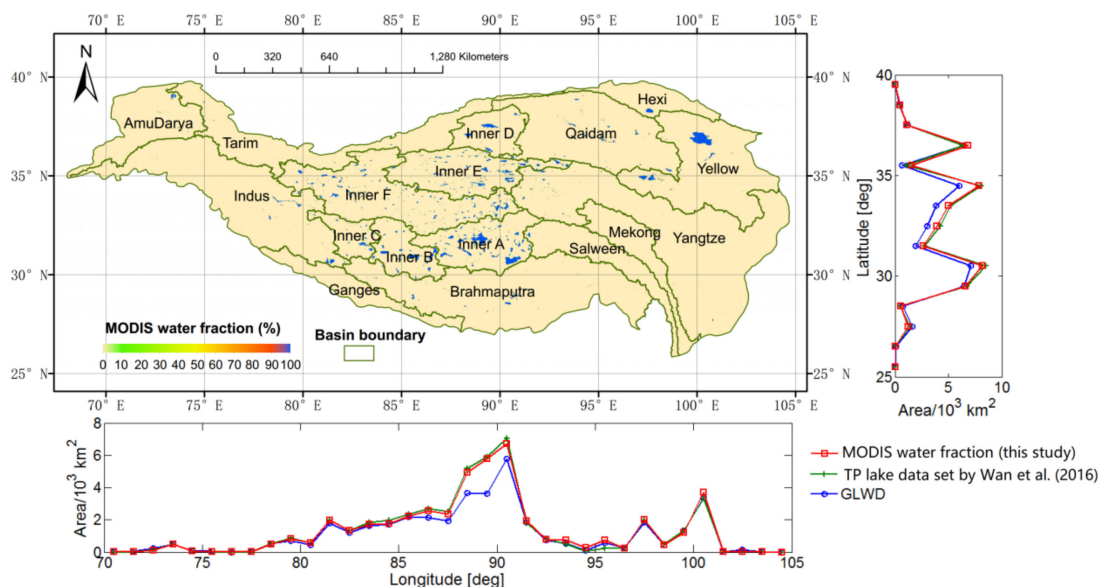 70° E 75° E 80° E 85° E 90° E 95° E 100° E 105° E
N
0 320 640 1,280 Kilometers
40° N 40° N
35° N 35° N
30° N 30° N
25° N 25° N
AmuDarya
Tarim
Indus
Inner D
Qaidam
Hexi
Inner E
Yellow
Inner F
Inner C
Inner B
Inner A
Mekong
Salween
Yangtze
Ganges
Brahmaputra
MODIS water fraction (%)
0 10 20 30 40 50 60 70 80 90 100
Basin boundary
70° E 75° E 80° E 85° E 90° E 95° E 100° E 105° E
40
35
30
25
Latitude [deg]
0 5 10
Area/10³ km²
8
6
4
2
0
Area/10³ km²
70 75 80 85 90 95 100 105
Longitude [deg]
MODIS water fraction (this study)
TP lake data set by Wan et al. (2016)
GLWD